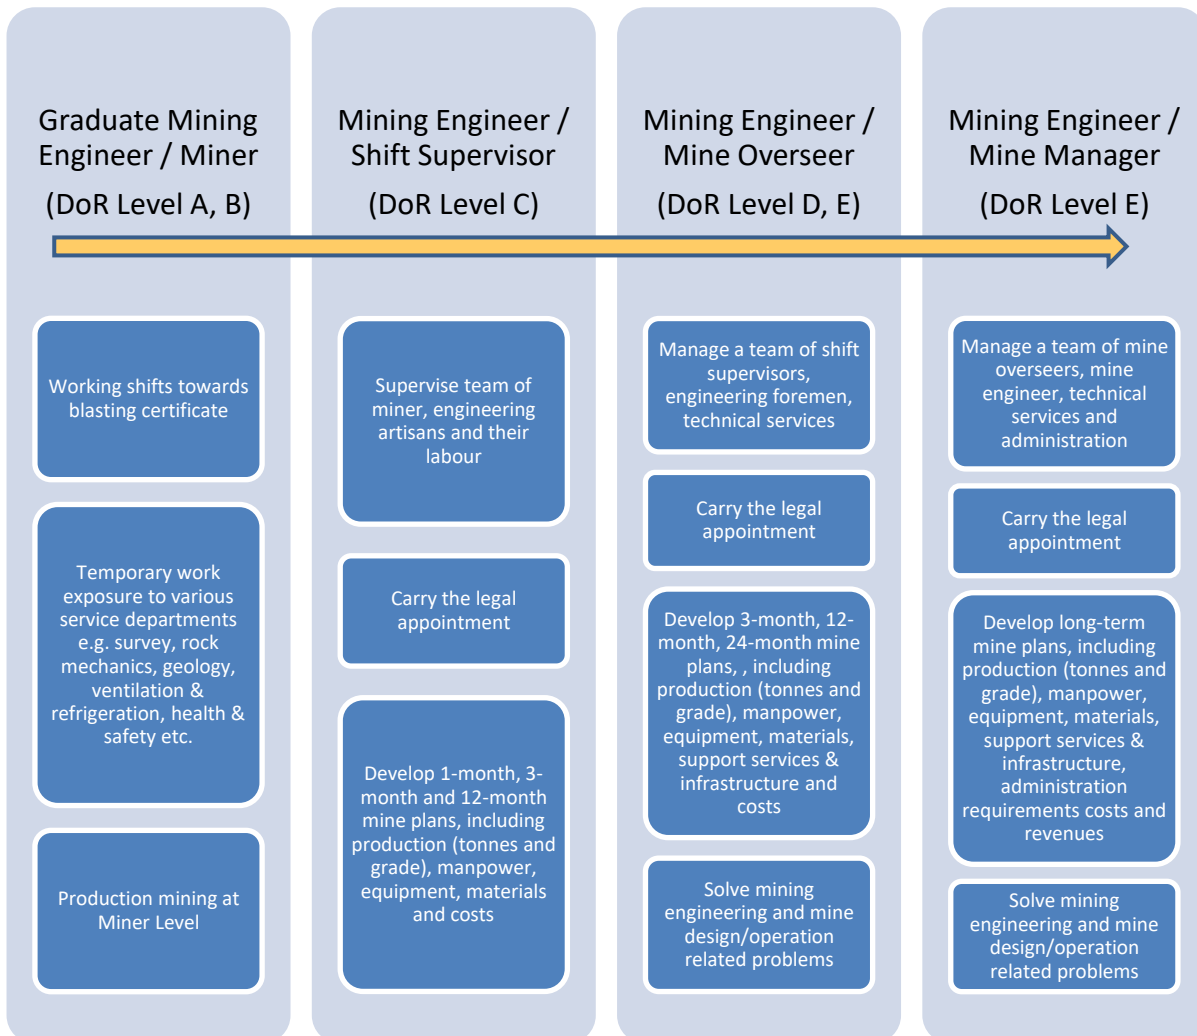 Graduate Mining
Engineer / Miner
(DoR Level A, B)
Working shifts towards
blasting certificate
Temporary work
exposure to various
service departments
e.g. survey, rock
mechanics, geology,
ventilation &
refrigeration, health &
safety etc.
Production mining at
Miner Level
Mining Engineer /
Shift Supervisor
(DoR Level C)
Supervise team of
miner, engineering
artisans and their
labour
Carry the legal
appointment
Develop 1-month, 3-
month and 12-month
mine plans, including
production (tonnes and
grade), manpower,
equipment, materials
and costs
Mining Engineer /
Mine Overseer
(DoR Level D, E)
Manage a team of shift
supervisors,
engineering foremen,
technical services
Carry the legal
appointment
Develop 3-month, 12-
month, 24-month mine
plans, , including
production (tonnes and
grade), manpower,
equipment, materials,
support services &
infrastructure and
costs
Solve mining
engineering and mine
design/operation
related problems
Mining Engineer /
Mine Manager
(DoR Level E)
Manage a team of mine
overseers, mine
engineer, technical
services and
administration
Carry the legal
appointment
Develop long-term
mine plans, including
production (tonnes and
grade), manpower,
equipment, materials,
support services &
infrastructure,
administration
requirements costs and
revenues
Solve mining
engineering and mine
design/operation
related problems